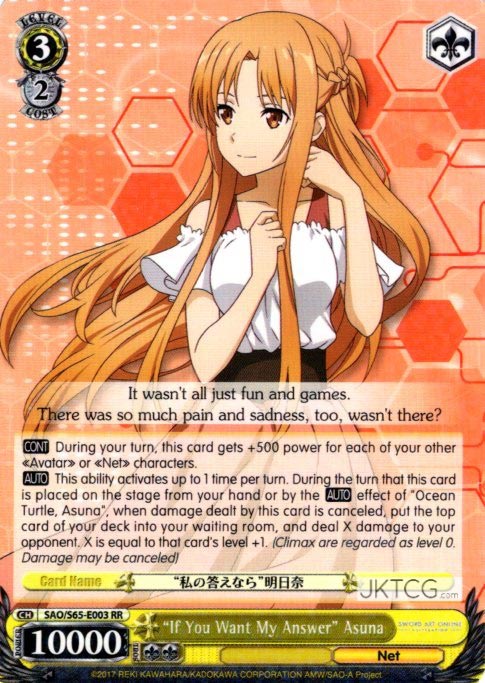 LEVEL
3
2
COST
It wasn't all just fun and games.
There was so much pain and sadness, too, wasn't there?
CONT During your turn, this card gets +500 power for each of your other
«Avatar» or «Net» characters.
AUTO This ability activates up to 1 time per turn. During the turn that this card
is placed on the stage from your hand or by the AUTO effect of "Ocean
Turtle, Asuna", when damage dealt by this card is canceled, put the top
card of your deck into your waiting room, and deal X damage to your
opponent. X is equal to that card's level +1. (Climax are regarded as level 0.
Damage may be canceled)
Card Name
“私の答えなら”明日奈
JKTCG.com
CH SAO/S65-E003 RR
“If You Want My Answer” Asuna
SWORD ART ONLINE
POWER
10000
SOUL
Net
©2017 REKI KAWAHARA/KADOKAWA CORPORATION AMW/SAO-A Project